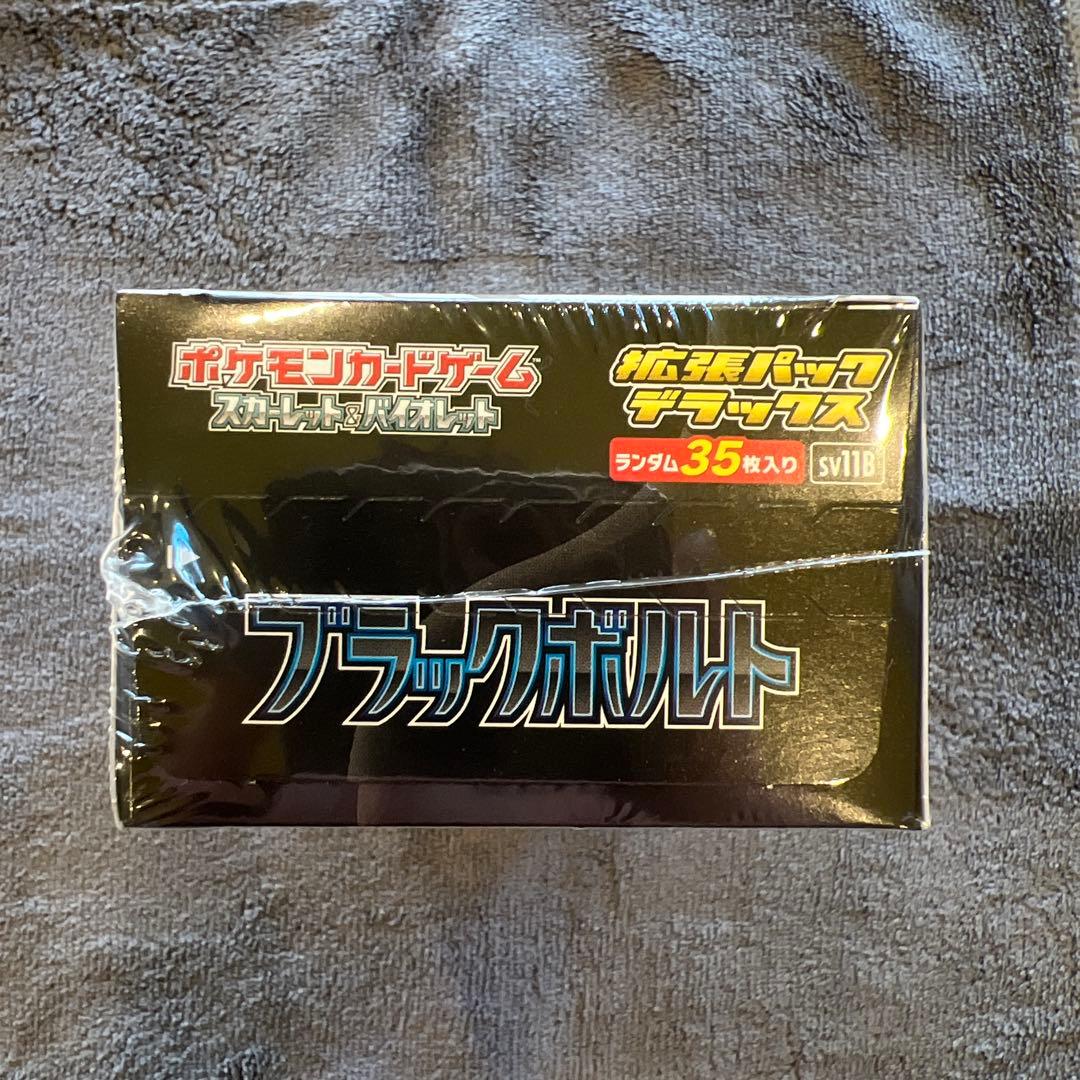 ポケモンカードゲーム™
スカーレット&バイオレット
拡張パック
デラックス
ランダム35枚入り
sv11B
ブラックボルト